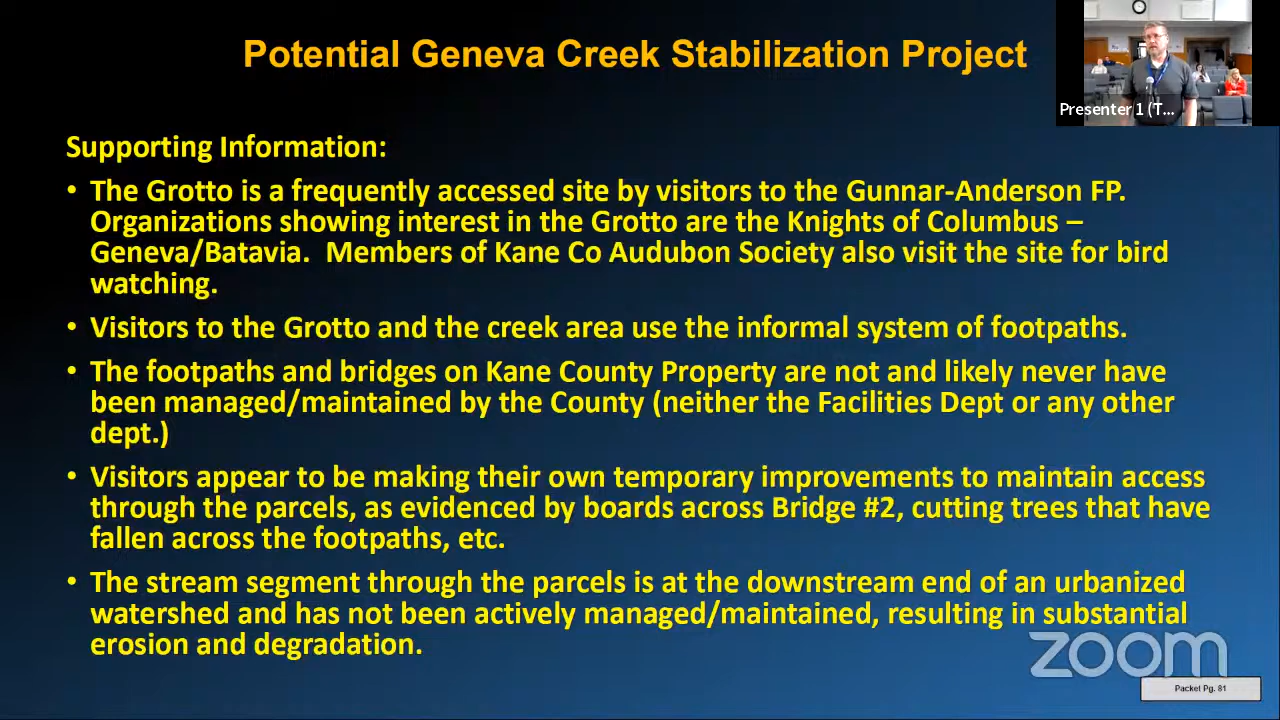 Potential Geneva Creek Stabilization Project
Presenter 1 (T...
Supporting Information:
• The Grotto is a frequently accessed site by visitors to the Gunnar-Anderson FP.
Organizations showing interest in the Grotto are the Knights of Columbus –
Geneva/Batavia.  Members of Kane Co Audubon Society also visit the site for bird
watching.
• Visitors to the Grotto and the creek area use the informal system of footpaths.
• The footpaths and bridges on Kane County Property are not and likely never have
been managed/maintained by the County (neither the Facilities Dept or any other
dept.)
• Visitors appear to be making their own temporary improvements to maintain access
through the parcels, as evidenced by boards across Bridge #2, cutting trees that have
fallen across the footpaths, etc.
• The stream segment through the parcels is at the downstream end of an urbanized
watershed and has not been actively managed/maintained, resulting in substantial
erosion and degradation.
zoom
Packet Pg. 81